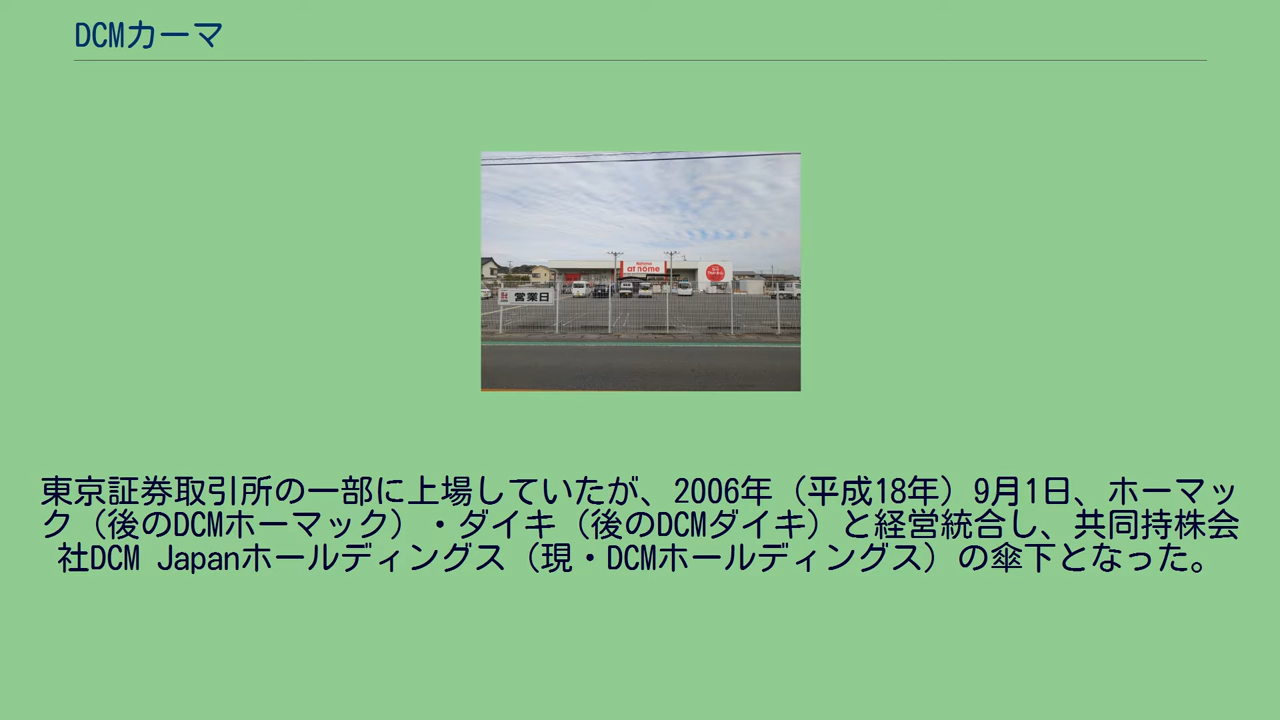 DCMカーマ
at home
営業日
東京証券取引所の一部に上場していたが、2006年（平成18年）9月1日、ホーマッ
ク（後のDCMホーマック）・ダイキ（後のDCMダイキ）と経営統合し、共同持株会
社DCM Japanホールディングス（現・DCMホールディングス）の傘下となった。